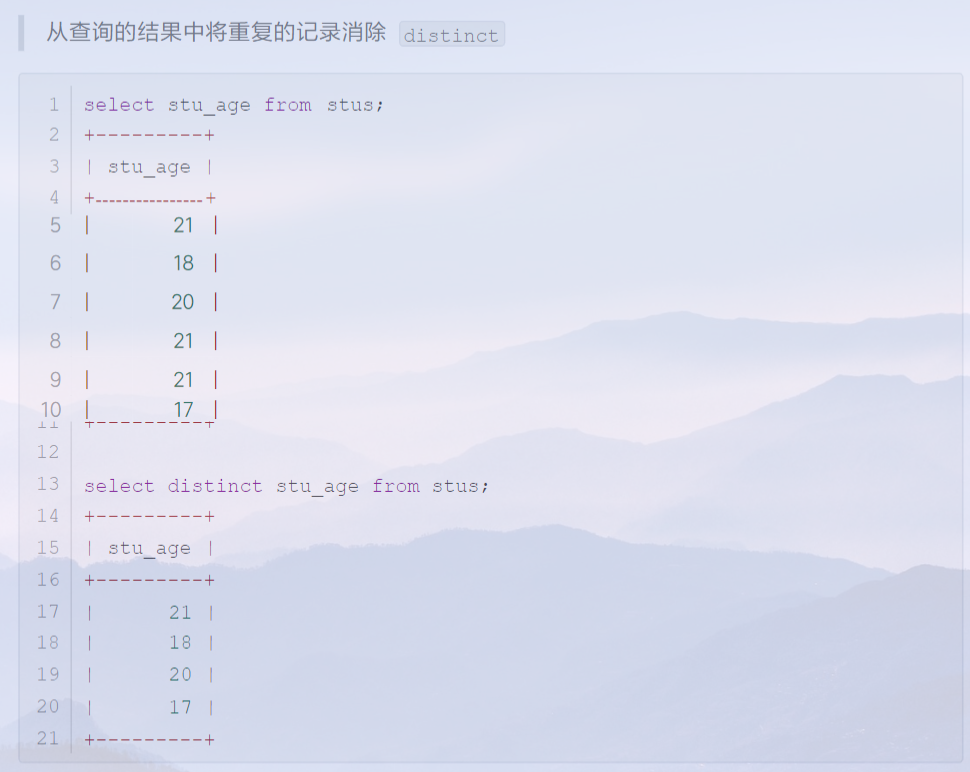 从查询的结果中将重复的记录消除 distinct
1 select stu_age from stus;
2 +---------+
3 | stu_age |
4 +---------------+
5 | 21 |
6 | 18 |
7 | 20 |
8 | 21 |
9 | 21 |
10 | 17 |
11 +---------+
12
13 select distinct stu_age from stus;
14 +---------+
15 | stu_age |
16 +---------+
17 | 21 |
18 | 18 |
19 | 20 |
20 | 17 |
21 +---------+